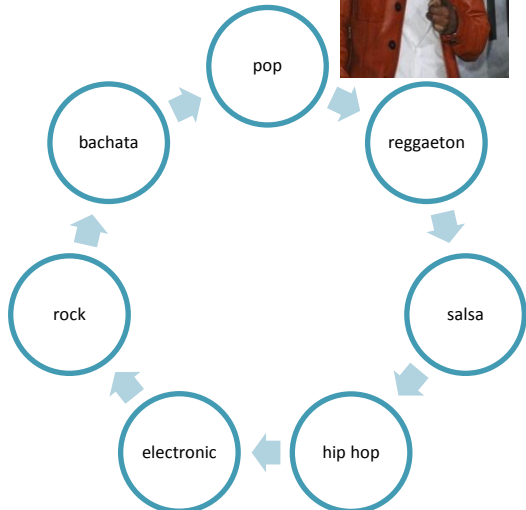 pop
reggaeton
salsa
hip hop
electronic
rock
bachata